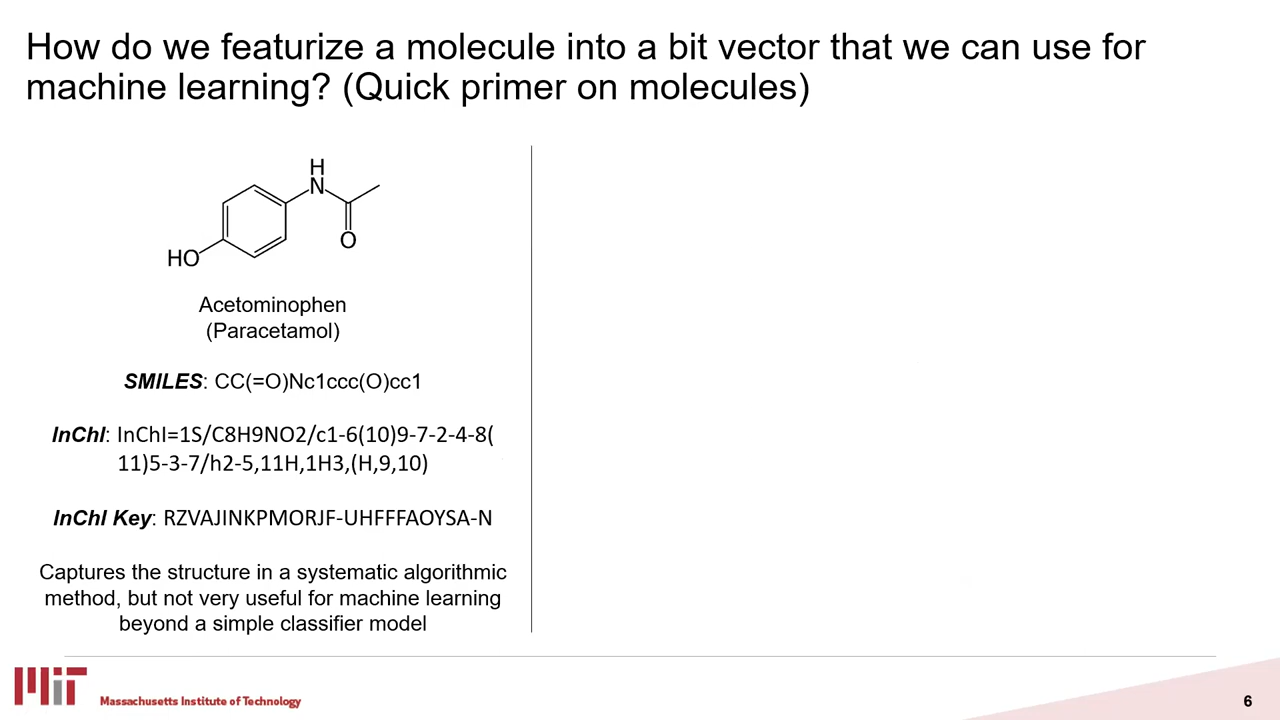 How do we featurize a molecule into a bit vector that we can use for
machine learning? (Quick primer on molecules)
H
N
O
HO
Acetominophen
(Paracetamol)
SMILES: CC(=O)Nc1ccc(O)cc1
InChI: InChI=1S/C8H9NO2/c1-6(10)9-7-2-4-8(
11)5-3-7/h2-5,11H,1H3,(H,9,10)
InChI Key: RZVAJINKPMORJF-UHFFFAOYSA-N
Captures the structure in a systematic algorithmic
method, but not very useful for machine learning
beyond a simple classifier model
MIT
Massachusetts Institute of Technology
6